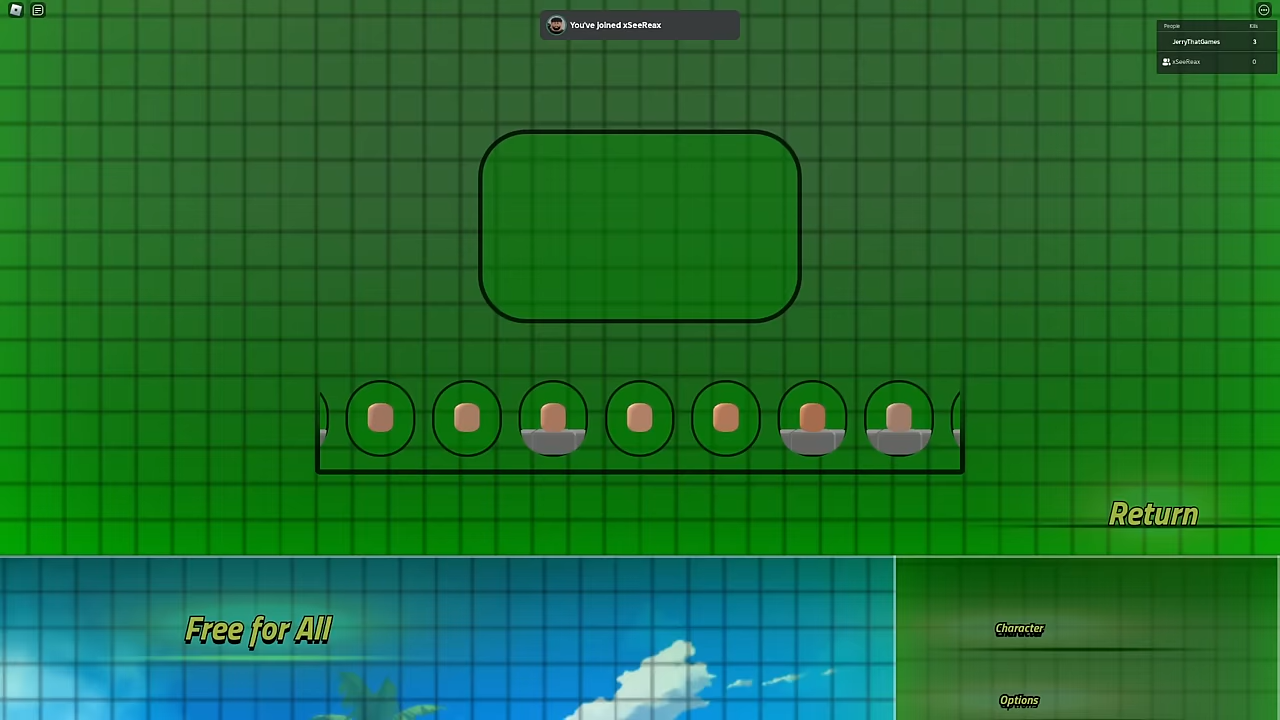 You've joined xSeeReax
People Kills
JerryThatGames 3
xSeeReax 0
Return
Free for All
Character
Options